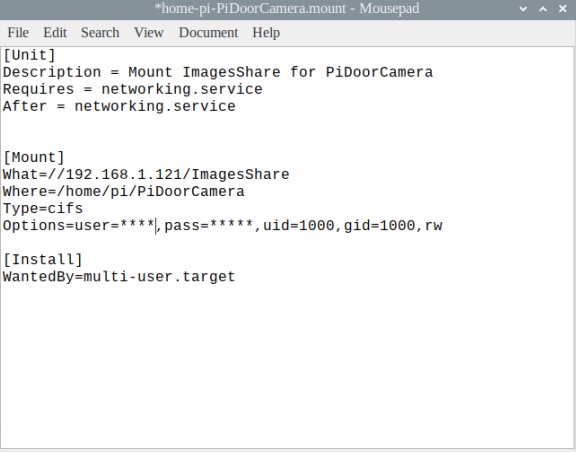 *home-pi-PiDoorCamera.mount - Mousepad
File Edit Search View Document Help
[Unit]
Description = Mount ImagesShare for PiDoorCamera
Requires = networking.service
After = networking.service
[Mount]
What=//192.168.1.121/ImagesShare
Where=/home/pi/PiDoorCamera
Type=cifs
Options=user=****,pass=*****,uid=1000,gid=1000,rw
[Install]
WantedBy=multi-user.target